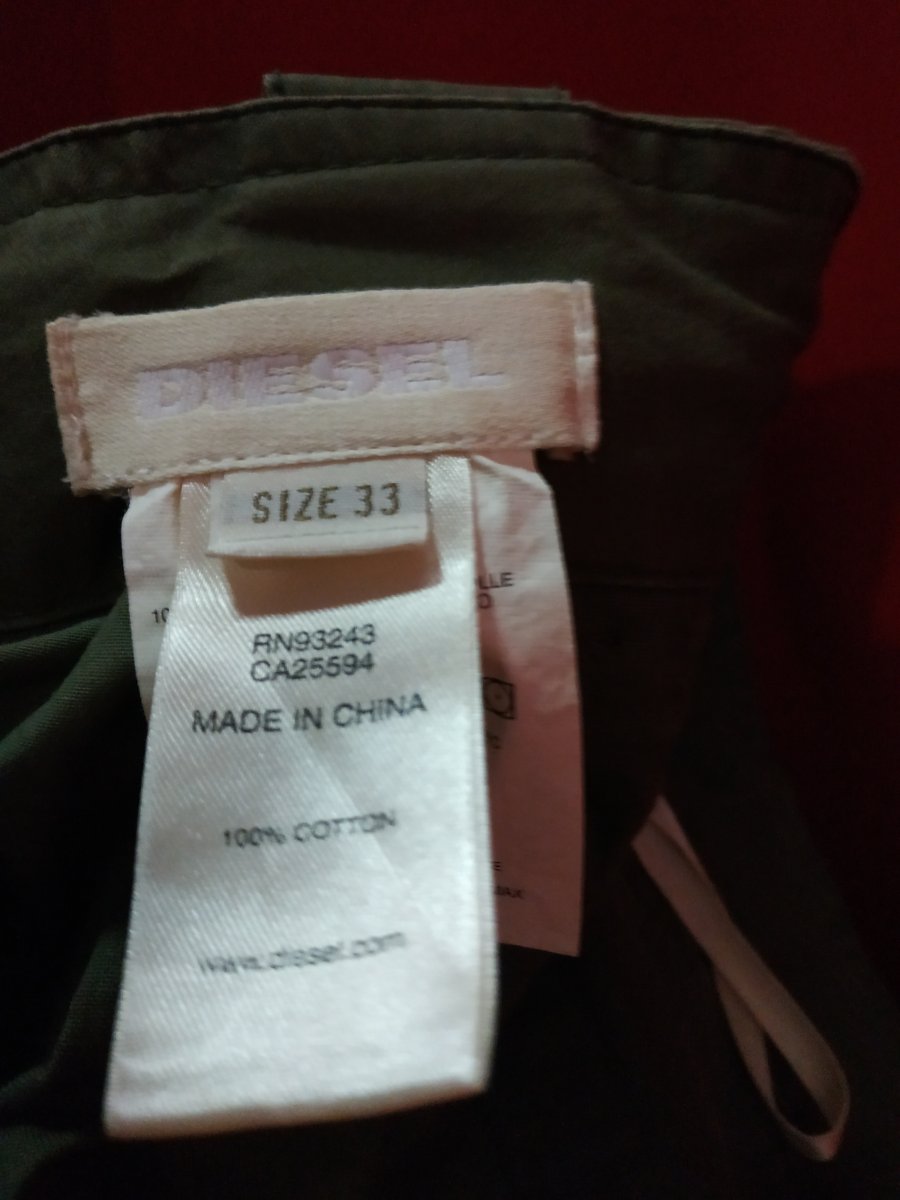 DIESEL
SIZE 33
RN93243
CA25594
MADE IN CHINA
100% COTTON
www.diesel.com